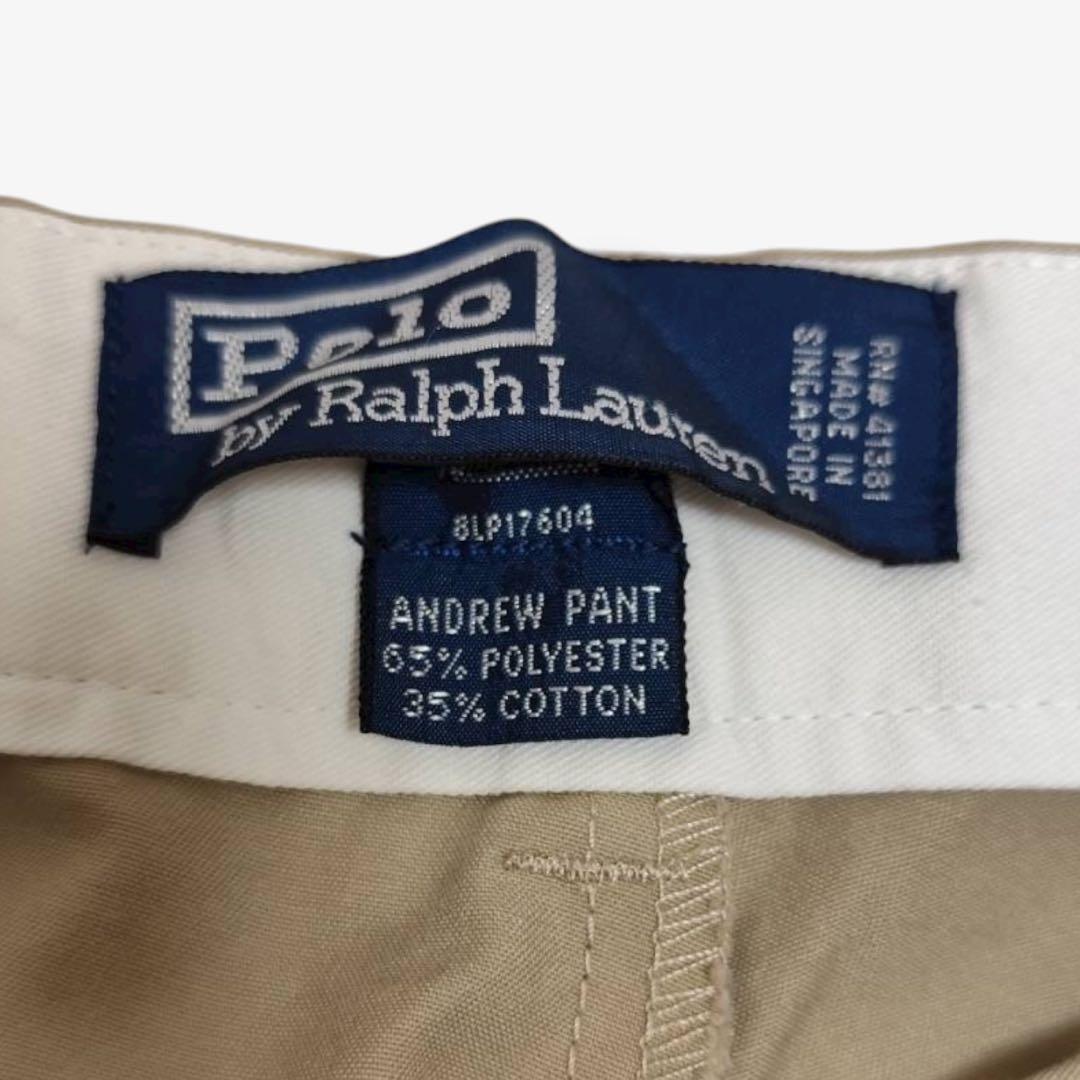 Polo
by Ralph Lauren
RN# 41381
MADE IN
SINGAPORE
8LP17604
ANDREW PANT
65% POLYESTER
35% COTTON